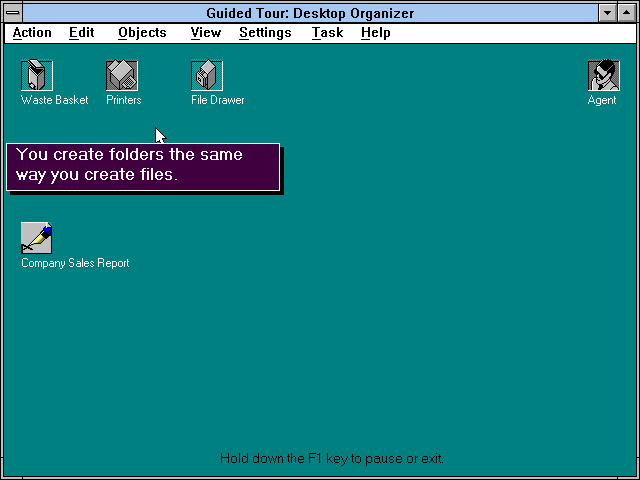 Guided Tour: Desktop Organizer
Action Edit Objects View Settings Task Help
Waste Basket Printers File Drawer Agent
You create folders the same
way you create files.
Company Sales Report
Hold down the F1 key to pause or exit.